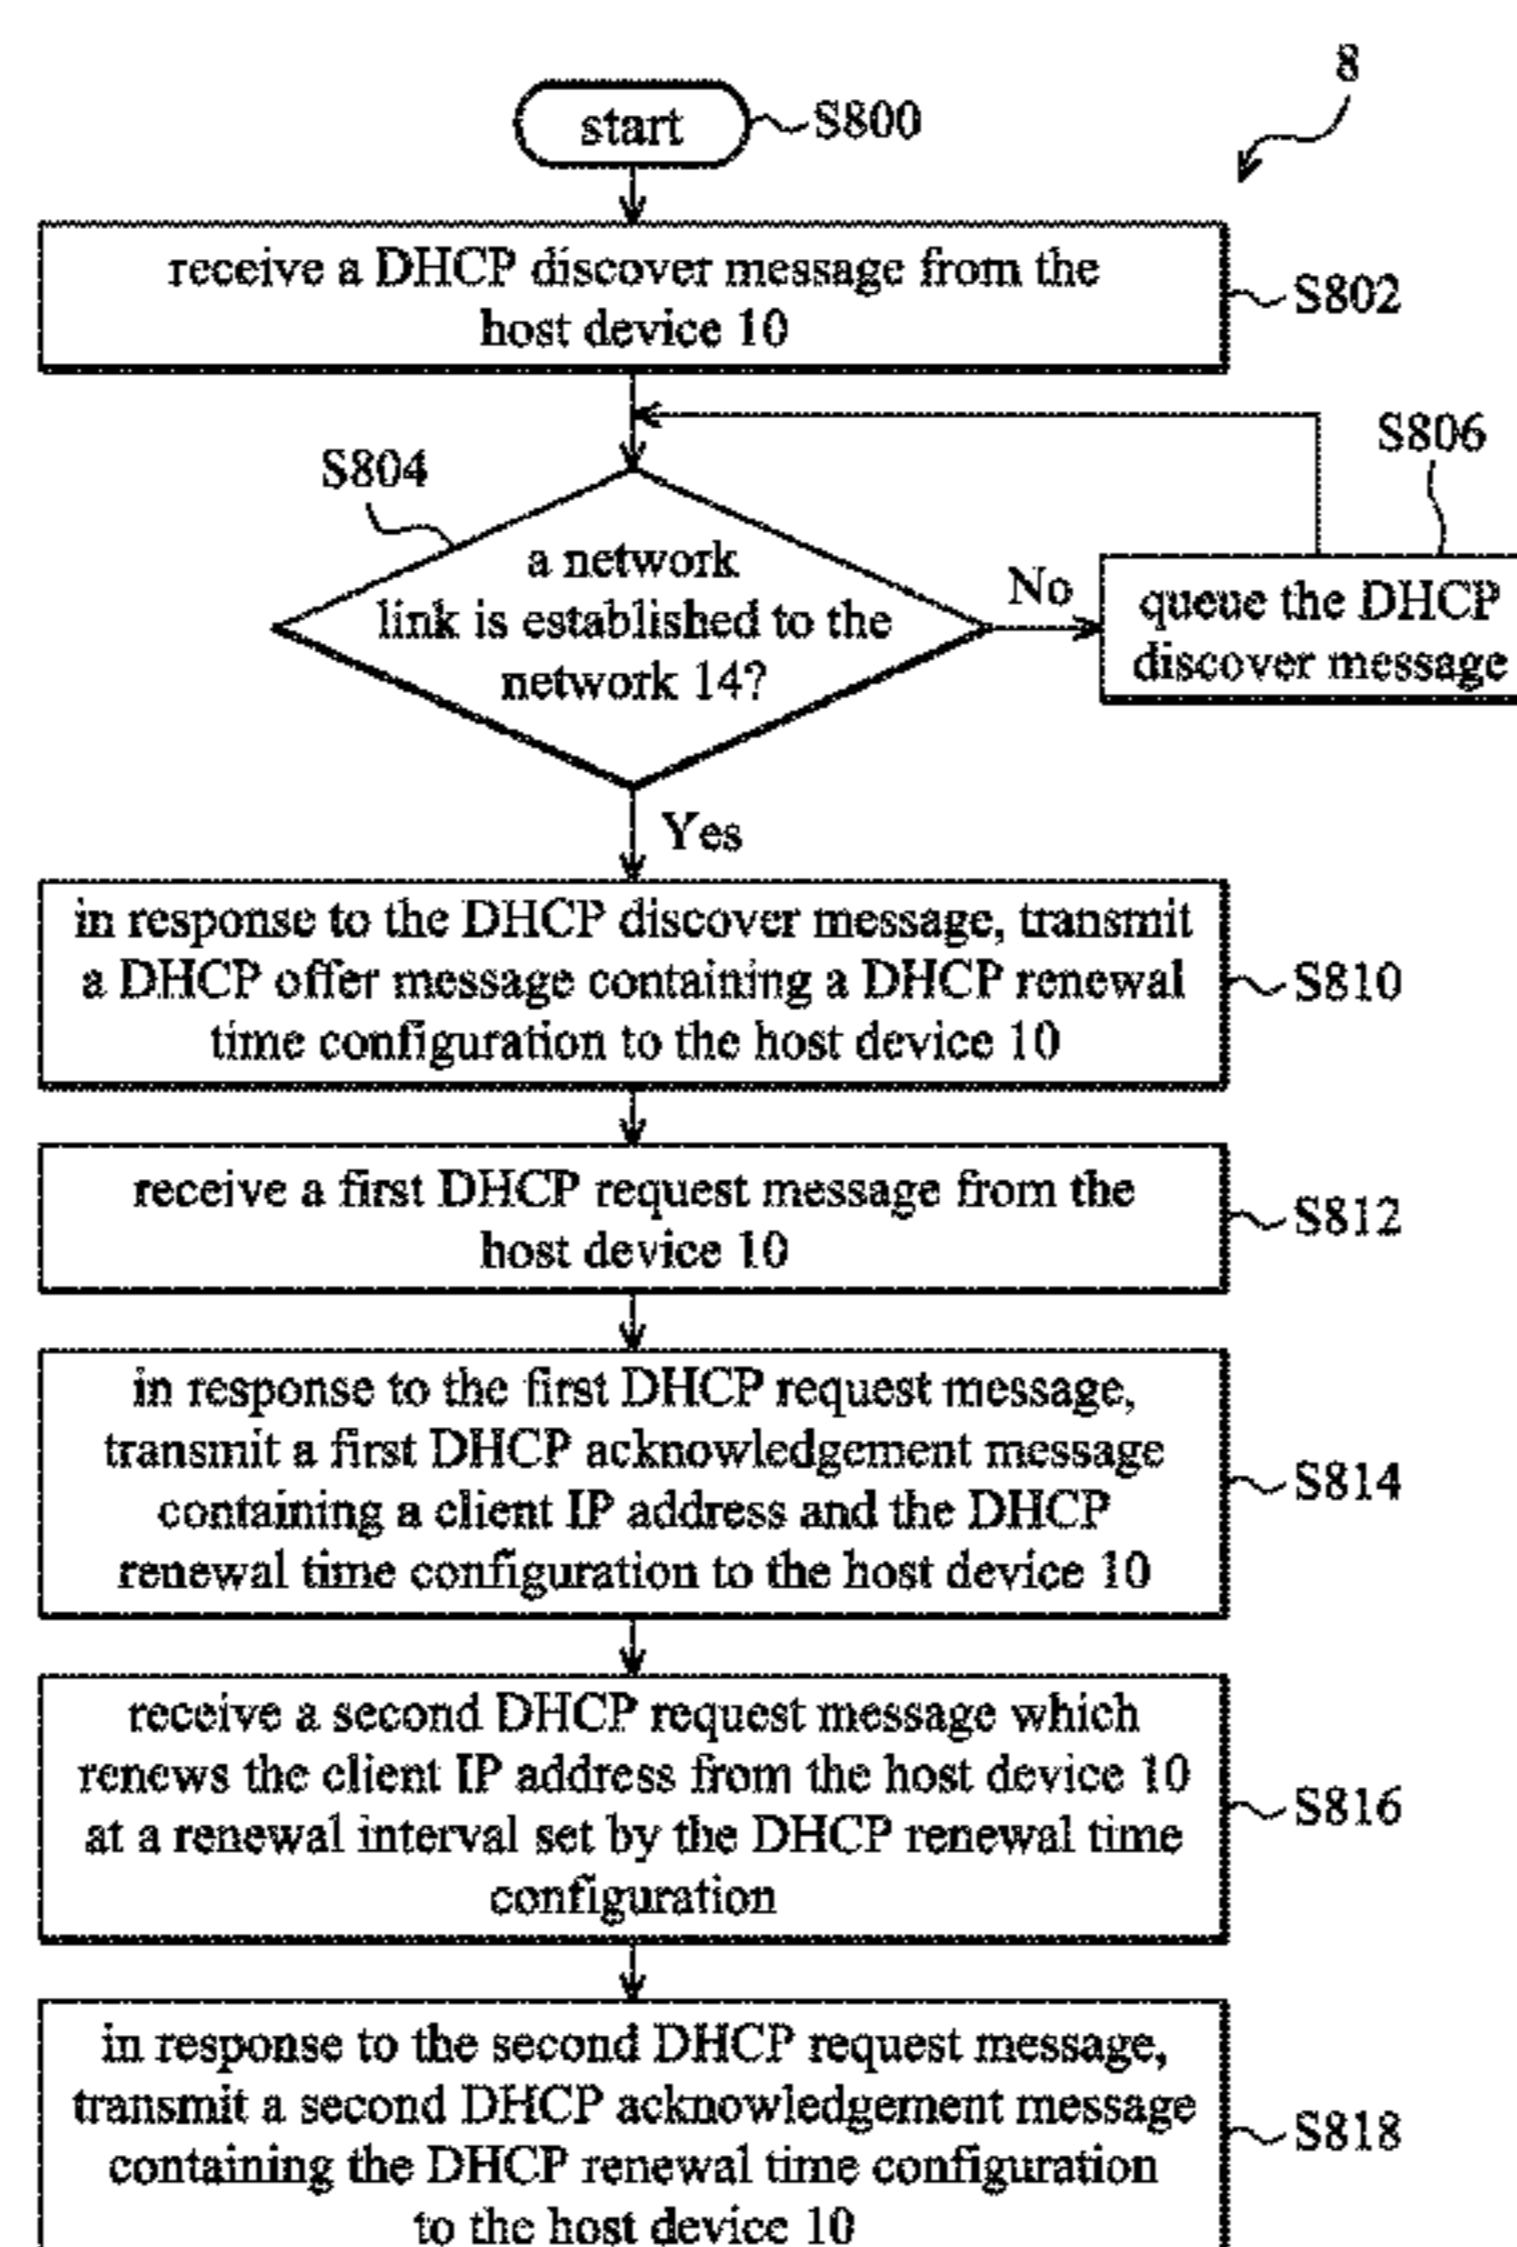 8
start
S800
receive a DHCP discover message from the
host device 10
S802
S806
S804
a network
link is established to the
network 14?
No
queue the DHCP
discover message
Yes
in response to the DHCP discover message, transmit
a DHCP offer message containing a DHCP renewal
time configuration to the host device 10
S810
receive a first DHCP request message from the
host device 10
S812
in response to the first DHCP request message,
transmit a first DHCP acknowledgement message
containing a client IP address and the DHCP
renewal time configuration to the host device 10
S814
receive a second DHCP request message which
renews the client IP address from the host device 10
at a renewal interval set by the DHCP renewal time
configuration
S816
in response to the second DHCP request message,
transmit a second DHCP acknowledgement message
containing the DHCP renewal time configuration
to the host device 10
S818